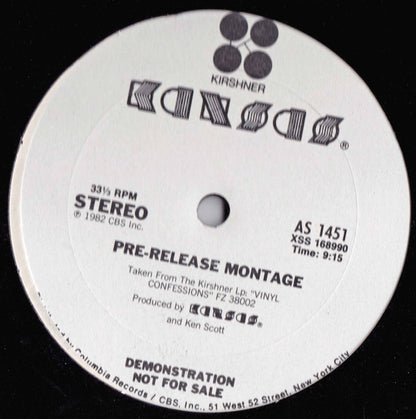 KIRSHNER
KANSAS®
33⅓ RPM
STEREO
℗ 1982 CBS Inc.
AS 1451
XSS 168990
Time: 9:15
PRE-RELEASE MONTAGE
Taken From The Kirshner Lp: "VINYL
CONFESSIONS" FZ 38002
Produced by KANSAS®
and Ken Scott
DEMONSTRATION
NOT FOR SALE
by Columbia Records / CBS, Inc., 51 West 52 Street, New York City